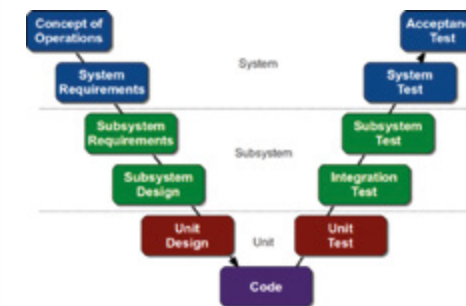 Concept of
Operations
Acceptanc
Test
System
Requirements
System
System
Test
Subsystem
Requirements
Subsystem
Test
Subsystem
Subsystem
Design
Integration
Test
Unit
Design
Unit
Unit
Test
Code